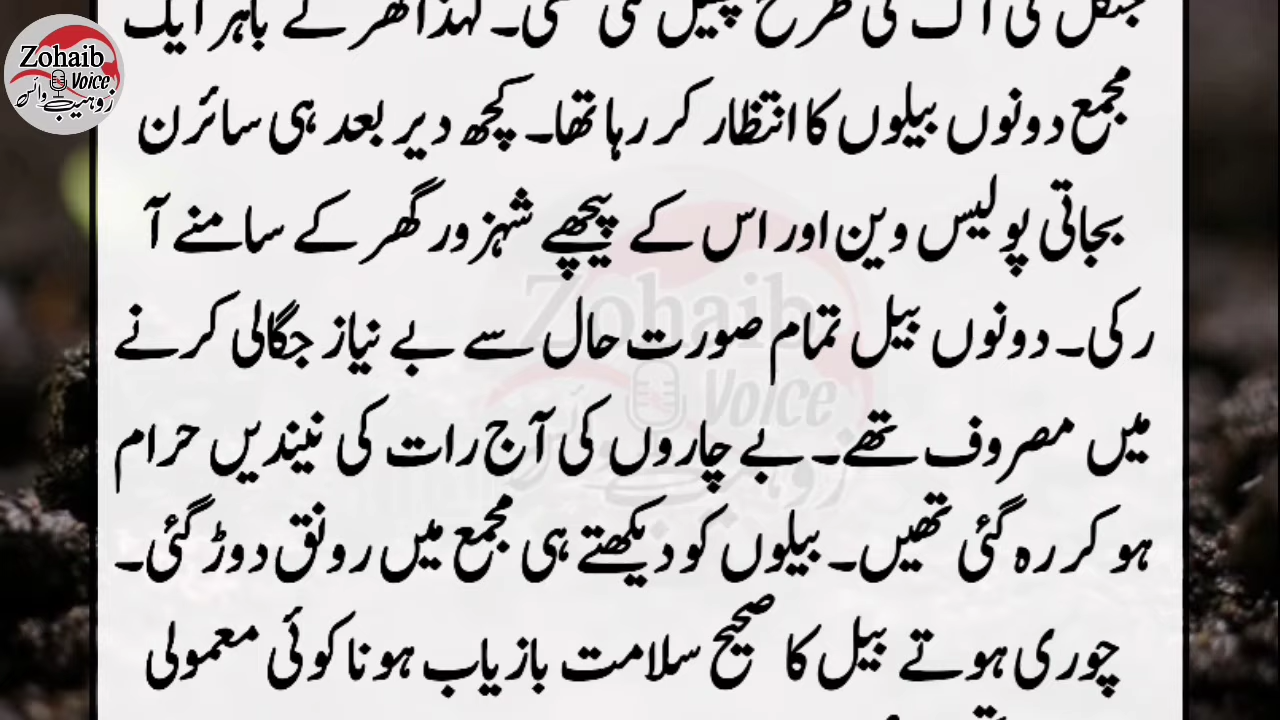 Zohaib
Voice
زوہیب وائس
جنگل کی آگ کی طرح پھیل گئی تھی۔ لہذا گھر کے باہر ایک
مجمع دونوں بیلوں کا انتظار کر رہا تھا۔ کچھ دیر بعد ہی سائرن
بجاتی پولیس وین اور اس کے پیچھے شہزور گھر کے سامنے آ
رکی۔ دونوں بیل تمام صورت حال سے بے نیاز جگالی کرنے
میں مصروف تھے۔ بے چاروں کی آج رات کی نیندیں حرام
ہو کر رہ گئی تھیں۔ بیلوں کو دیکھتے ہی مجمع میں رونق دوڑ گئی۔
چوری ہوتے بیل کا صحیح سلامت بازیاب ہونا کوئی معمولی